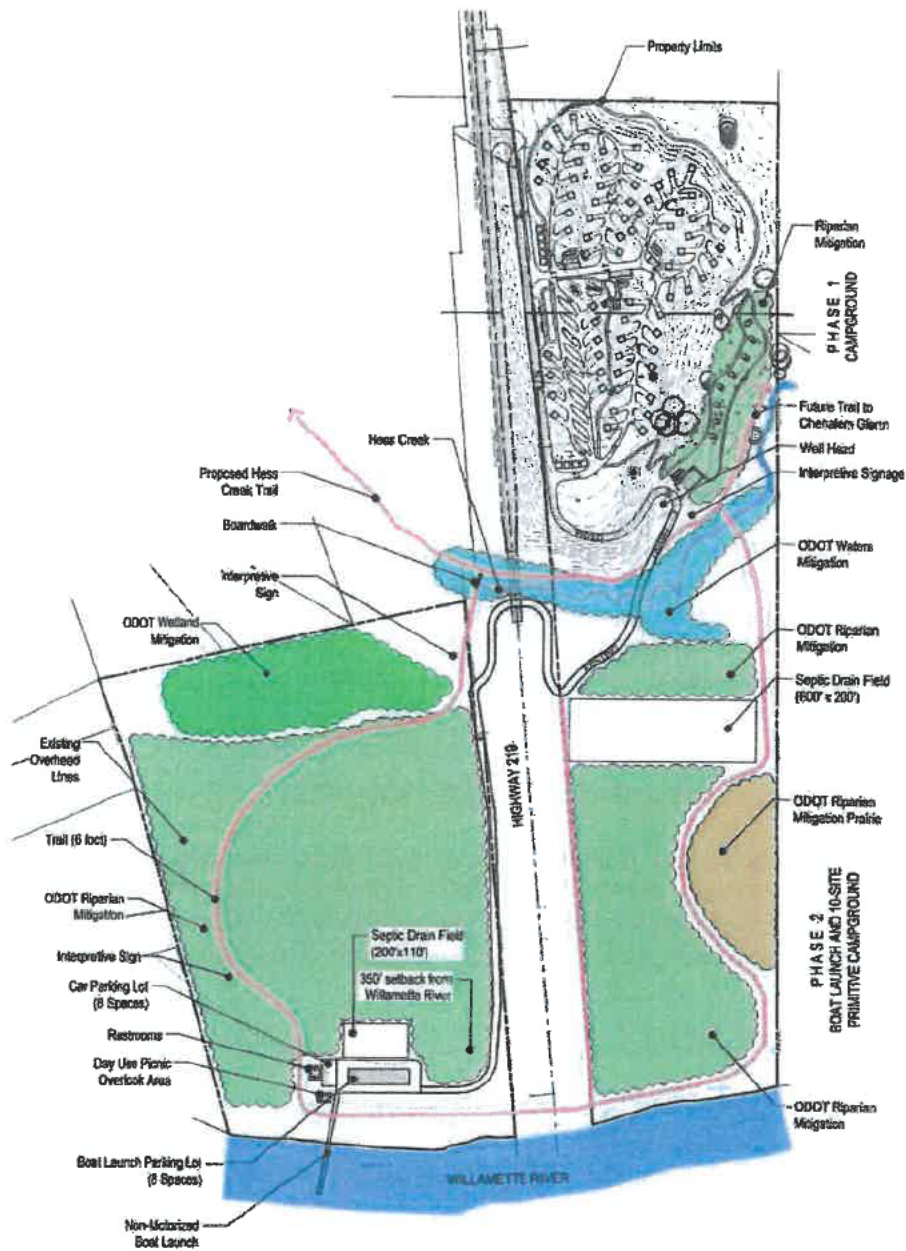 Property Limits
Riparian
Mitigation
PHASE 1
CAMPGROUND
Future Trail to
Chehalem Glenn
Well Head
Interpretive Signage
Hess Creek
Proposed Hess
Creek Trail
Boardwalk
Interpretive
Sign
ODOT Waters
Mitigation
ODOT Wetland
Mitigation
ODOT Riparian
Mitigation
Septic Drain Field
(600' x 200')
Existing
Overhead
Lines
HIGHWAY 219
ODOT Riparian
Mitigation Prairie
Trail (6 foot)
ODOT Riparian
Mitigation
Interpretive Sign
Septic Drain Field
(200'x110')
350' setback from
Willamette River
PHASE 2
BOAT LAUNCH AND 10-SITE
PRIMITIVE CAMPGROUND
Car Parking Lot
(8 Spaces)
Restrooms
Day Use Picnic
Overlook Area
ODOT Riparian
Mitigation
Boat Launch Parking Lot
(8 Spaces)
WILLAMETTE RIVER
Non-Motorized
Boat Launch